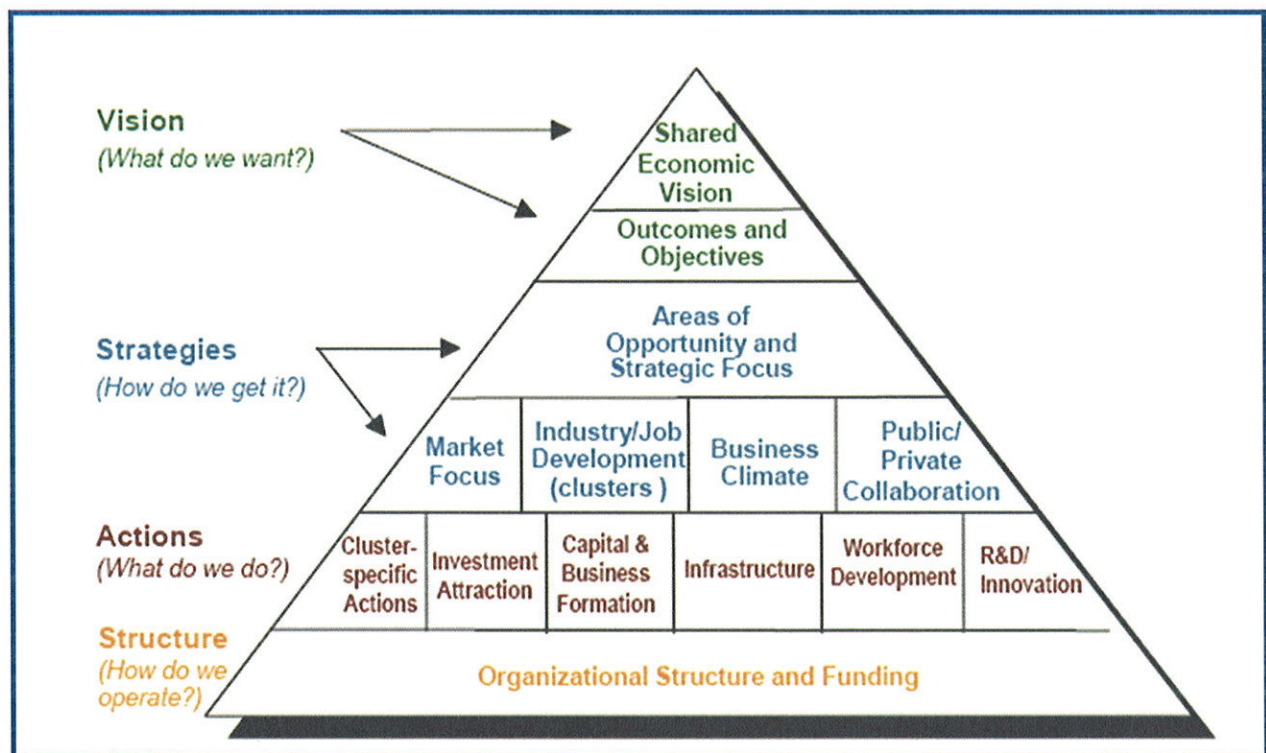 Vision
(What do we want?)
Shared
Economic
Vision
Outcomes and
Objectives
Strategies
(How do we get it?)
Areas of
Opportunity and
Strategic Focus
Market
Focus
Industry/Job
Development
(clusters )
Business
Climate
Public/
Private
Collaboration
Actions
(What do we do?)
Cluster-
specific
Actions
Investment
Attraction
Capital &
Business
Formation
Infrastructure
Workforce
Development
R&D/
Innovation
Structure
(How do we
operate?)
Organizational Structure and Funding